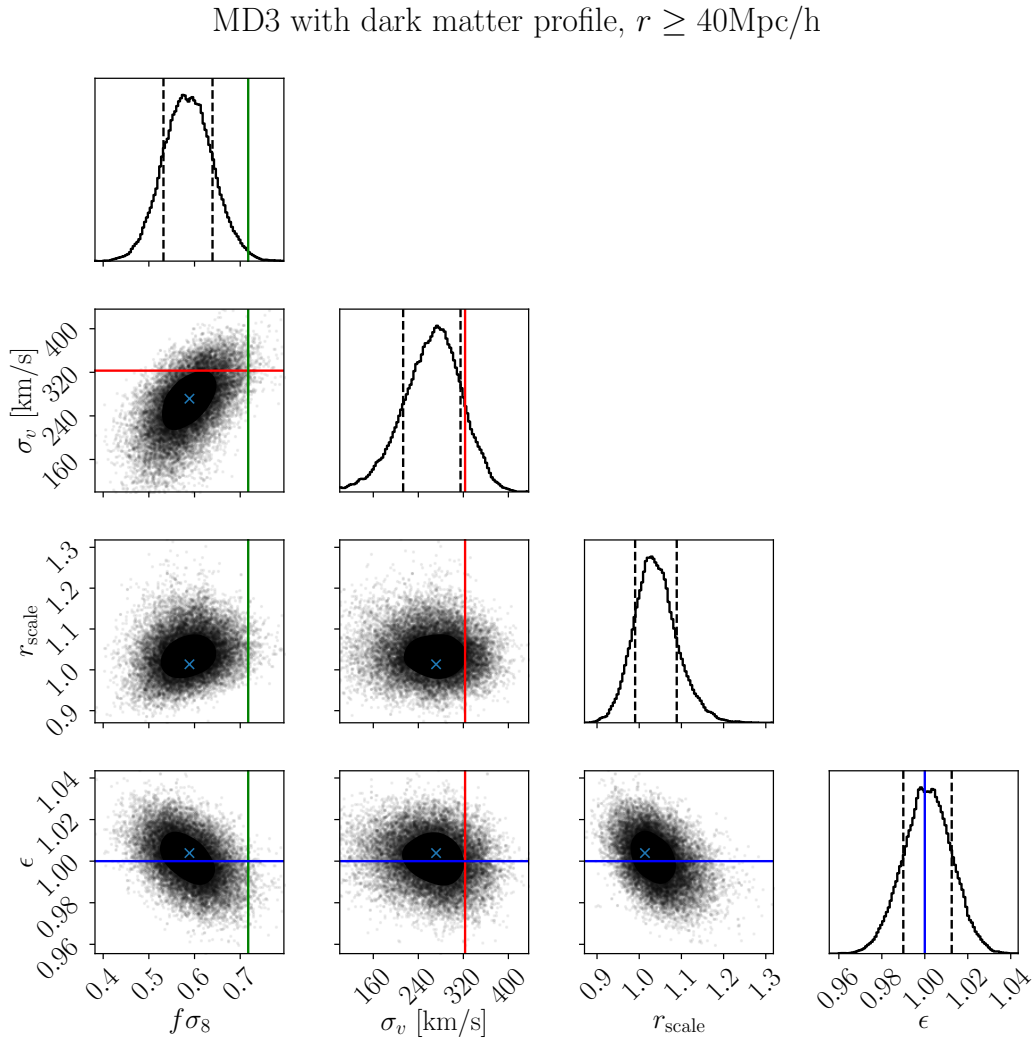 MD3 with dark matter profile, r ≥ 40Mpc/h
σ_v [km/s]
400
320
240
160
r_scale
1.3
1.2
1.1
1.0
0.9
ϵ
1.04
1.02
1.00
0.98
0.96
0.4 0.5 0.6 0.7
160 240 320 400
0.9 1.0 1.1 1.2 1.3
0.96 0.98 1.00 1.02 1.04
fσ_8 σ_v [km/s] r_scale ϵ